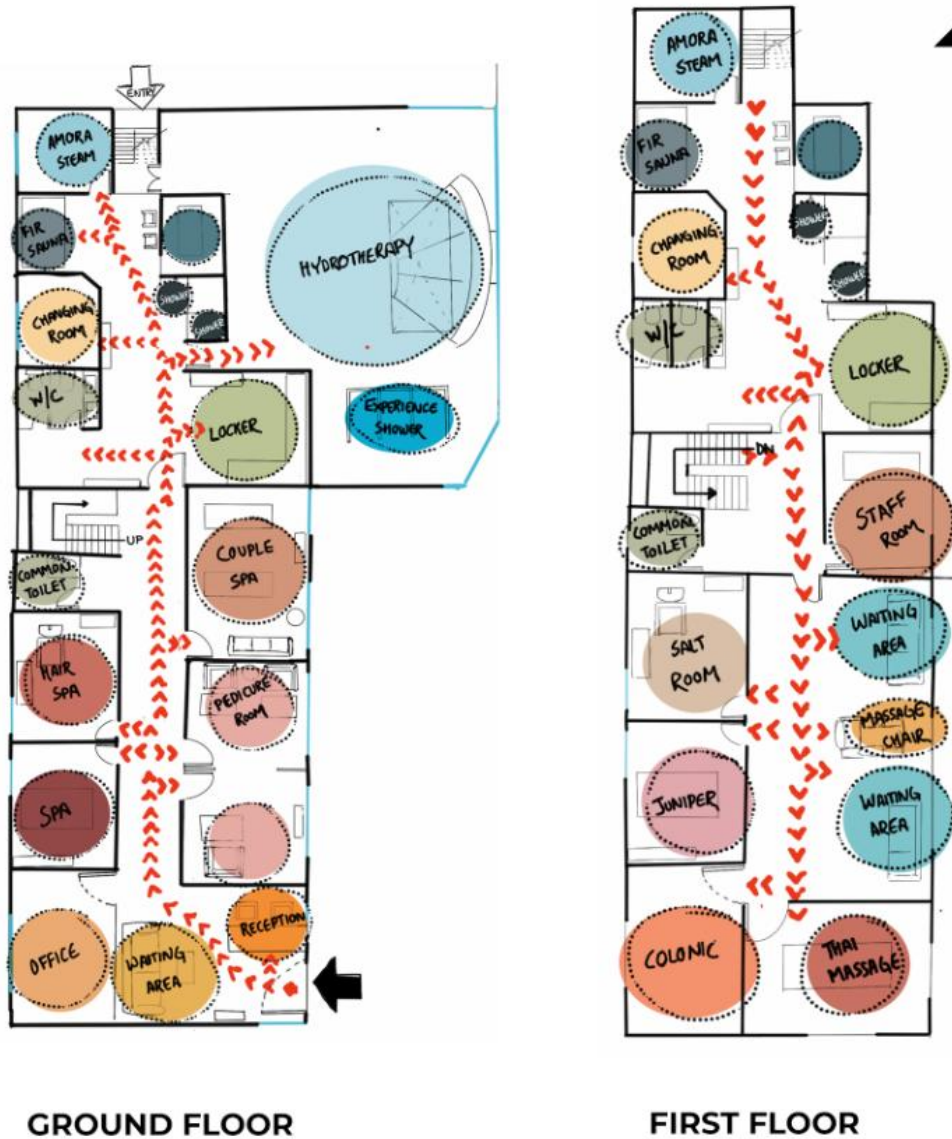 ENTRY
AMORA
STEAM
FIR
SAUNA
HYDROTHERAPY
SHOWER
SHOWER
CHANGING
ROOM
W/C
LOCKER
EXPERIENCE
SHOWER
UP
COMMON
TOILET
COUPLE
SPA
HAIR
SPA
PEDICURE
ROOM
SPA
OFFICE
WAITING
AREA
RECEPTION
GROUND FLOOR
AMORA
STEAM
FIR
SAUNA
SHOWER
CHANGING
ROOM
SHOWER
W/C
LOCKER
DN
STAFF
ROOM
COMMON
TOILET
WAITING
AREA
SALT
ROOM
MASSAGE
CHAIR
JUNIPER
WAITING
AREA
COLONIC
THAI
MASSAGE
FIRST FLOOR